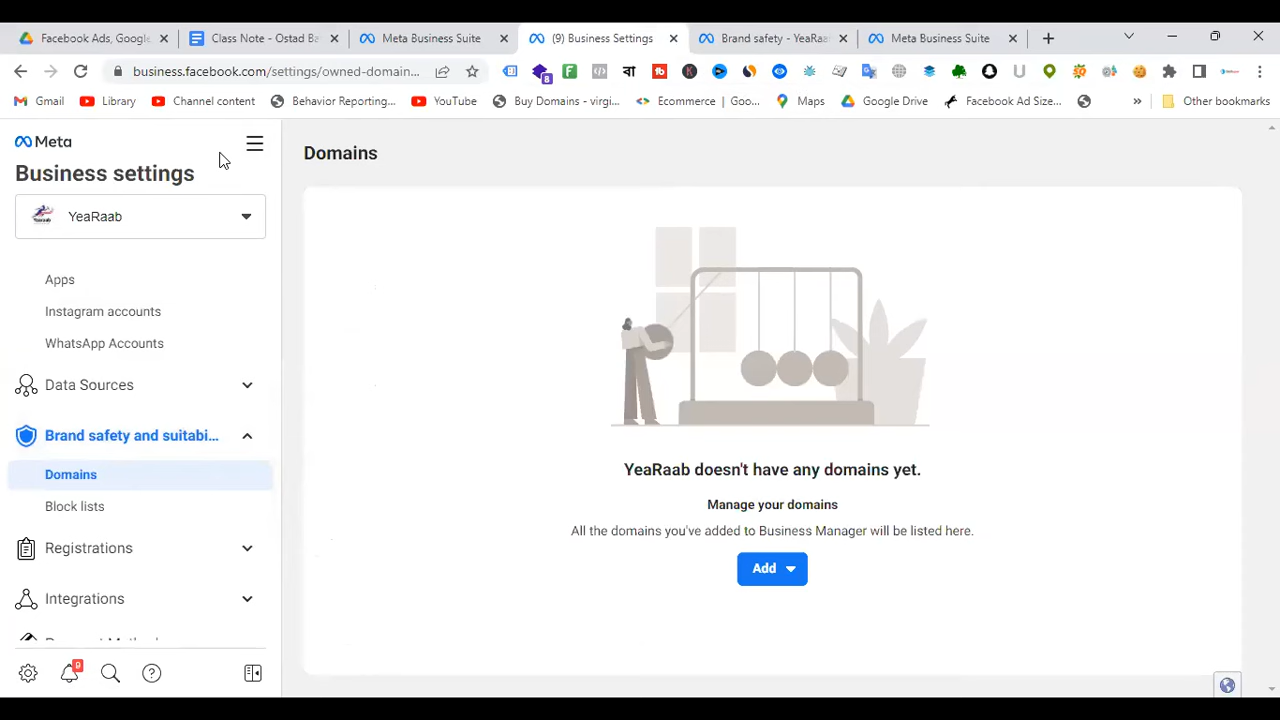 Facebook Ads, Google
Class Note - Ostad Ba
Meta Business Suite
(9) Business Settings
Brand safety - YeaRaa
Meta Business Suite
business.facebook.com/settings/owned-domain...
Gmail
Library
Channel content
Behavior Reporting...
YouTube
Buy Domains - virgi...
Ecommerce | Goo...
Maps
Google Drive
Facebook Ad Size...
Other bookmarks
Meta
Business settings
YeaRaab
Apps
Instagram accounts
WhatsApp Accounts
Data Sources
Brand safety and suitabi...
Domains
Block lists
Registrations
Integrations
9
Domains
YeaRaab doesn't have any domains yet.
Manage your domains
All the domains you've added to Business Manager will be listed here.
Add